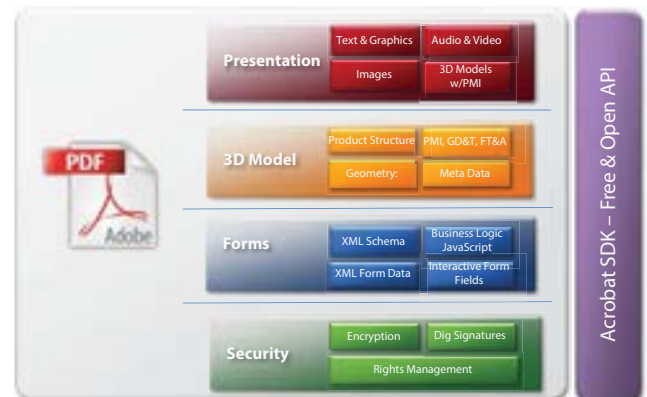 Presentation
Text & Graphics
Audio & Video
Images
3D Models
w/PMI
3D Model
Product Structure
PMI, GD&T, FT&A
Geometry:
Meta Data
PDF
Adobe
Forms
XML Schema
Business Logic
JavaScript
XML Form Data
Interactive Form
Fields
Security
Encryption
Dig Signatures
Rights Management
Acrobat SDK – Free & Open API